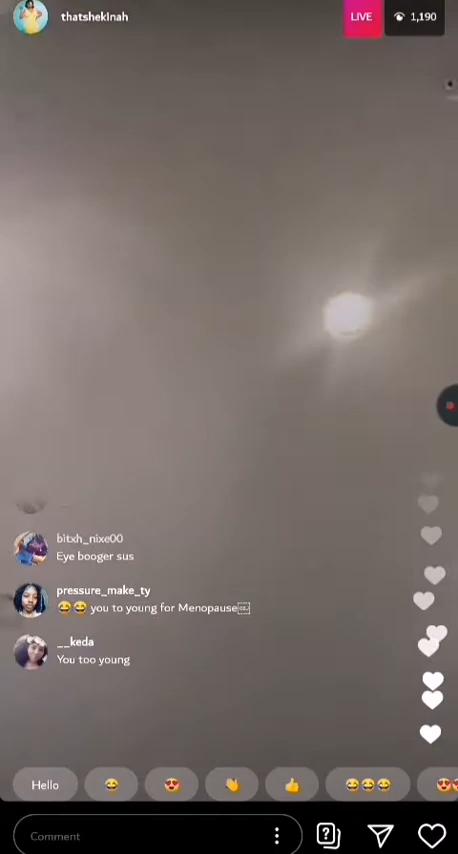 thatshekinah
LIVE
1,190
bitxh_nixe00
Eye booger sus
pressure_make_ty
😂😂 you to young for Menopause￼
__keda
You too young
Hello
😂
😍
👏
👍
😂😂😂
Comment